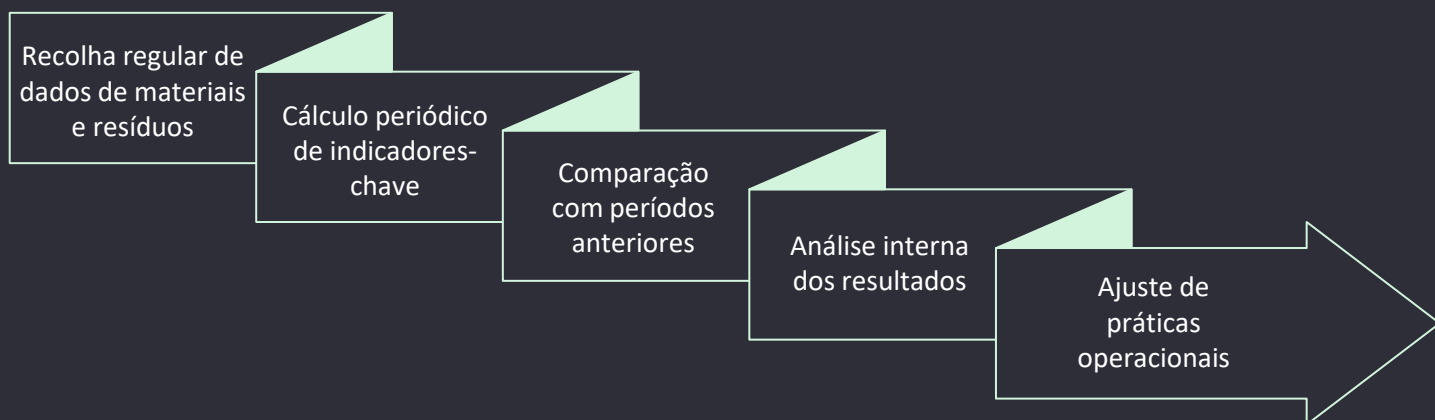 Recolha regular de
dados de materiais
e resíduos
Cálculo periódico
de indicadores-
chave
Comparação
com períodos
anteriores
Análise interna
dos resultados
Ajuste de
práticas
operacionais